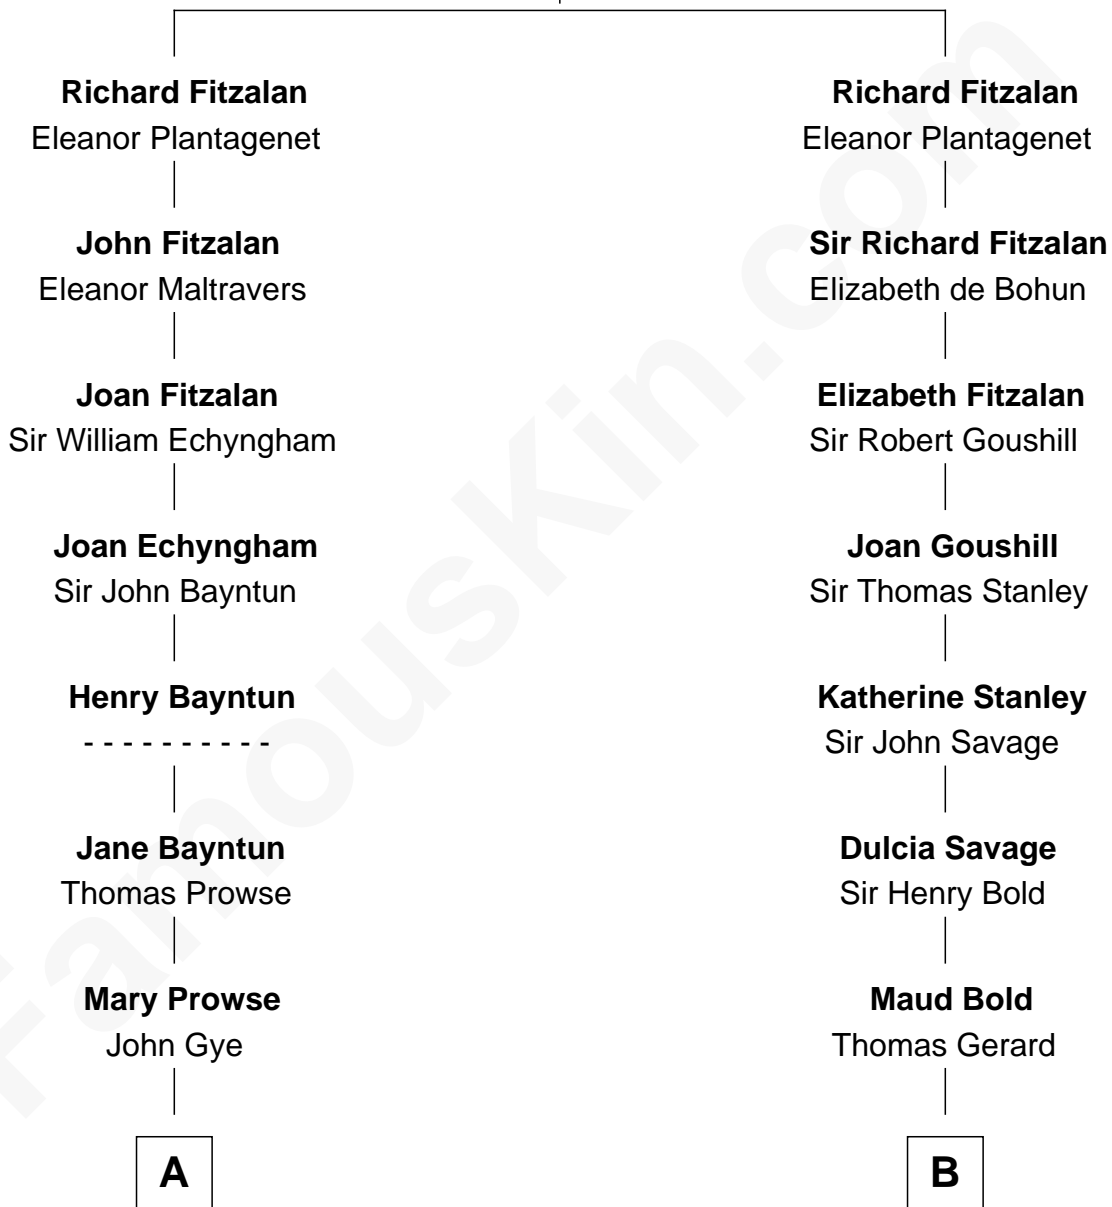 Richard Fitzalan
Eleanor Plantagenet
John Fitzalan
Eleanor Maltravers
Joan Fitzalan
Sir William Echyngham
Joan Echyngham
Sir John Bayntun
Henry Bayntun
- - - - - - - - - -
Jane Bayntun
Thomas Prowse
Mary Prowse
John Gye
A
Richard Fitzalan
Eleanor Plantagenet
Sir Richard Fitzalan
Elizabeth de Bohun
Elizabeth Fitzalan
Sir Robert Goushill
Joan Goushill
Sir Thomas Stanley
Katherine Stanley
Sir John Savage
Dulcia Savage
Sir Henry Bold
Maud Bold
Thomas Gerard
B
FamousKin.com